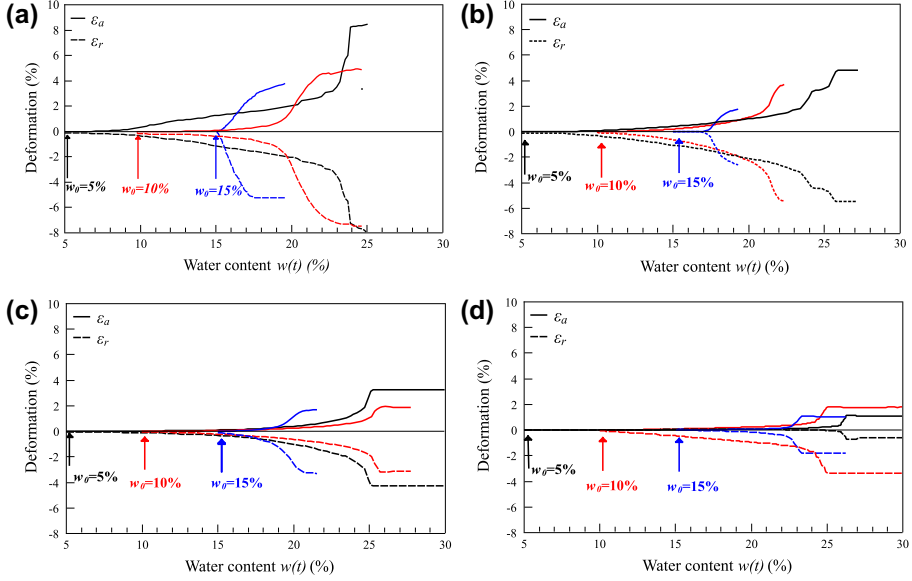 (a)
10
8
6
4
2
0
-2
-4
-6
-8
Deformation (%)
εa
εr
w0=5%
w0=10%
w0=15%
5
10
15
20
25
30
Water content w(t) (%)
(b)
10
8
6
4
2
0
-2
-4
-6
-8
Deformation (%)
εa
εr
w0=5%
w0=10%
w0=15%
5
10
15
20
25
30
Water content w(t) (%)
(c)
10
8
6
4
2
0
-2
-4
-6
-8
Deformation (%)
εa
εr
w0=5%
w0=10%
w0=15%
5
10
15
20
25
30
Water content w(t) (%)
(d)
10
8
6
4
2
0
-2
-4
-6
-8
Deformation (%)
εa
εr
w0=5%
w0=10%
w0=15%
5
10
15
20
25
30
Water content w(t) (%)